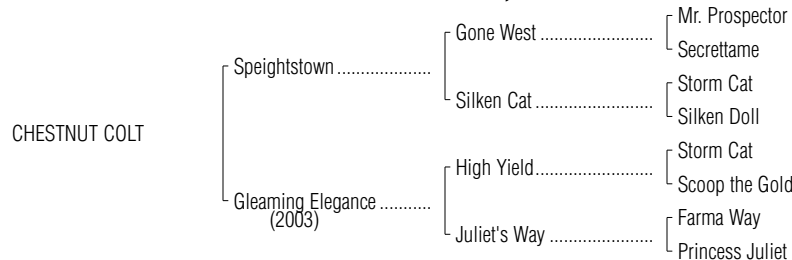 Mr. Prospector
Gone West ........................
Secrettame
Speightstown ....................
Storm Cat
Silken Cat .........................
Silken Doll
CHESTNUT COLT
Storm Cat
High Yield.........................
Scoop the Gold
Gleaming Elegance ...........
(2003)
Farma Way
Juliet's Way ......................
Princess Juliet